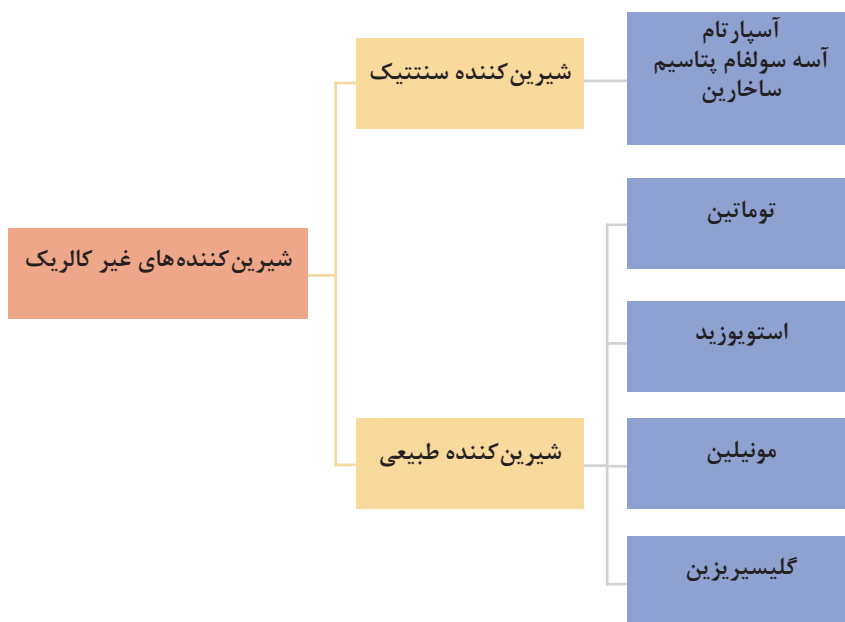 شیرین‌کننده‌های غیر کالریک
شیرین‌کننده سنتتیک
آسپارتام
آسه سولفام پتاسیم
ساخارین
شیرین‌کننده طبیعی
توماتین
استویوزید
مونیلین
گلیسیریزین